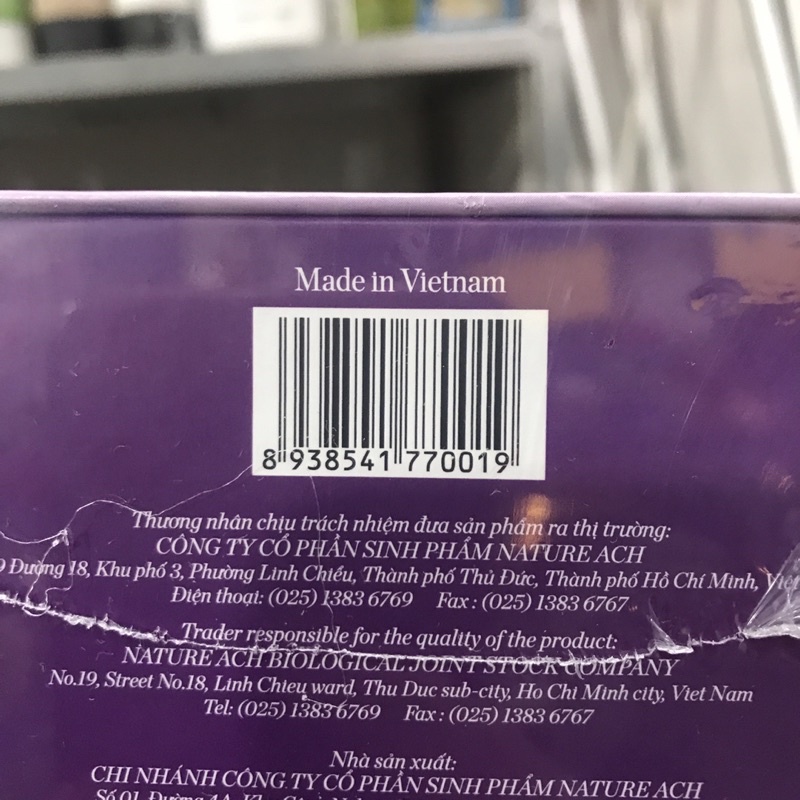 Made in Vietnam
8 938541 770019
Thương nhân chịu trách nhiệm đưa sản phẩm ra thị trường:
CÔNG TY CỔ PHẦN SINH PHẨM NATURE ACH
9 Đường 18, Khu phố 3, Phường Linh Chiểu, Thành phố Thủ Đức, Thành phố Hồ Chí Minh,
Điện thoại: (025) 1383 6769 Fax : (025) 1383 6767
Trader responsible for the quality of the product:
NATURE ACH BIOLOGICAL JOINT STOCK COMPANY
No.19, Street No.18, Linh Chieu ward, Thu Duc sub-city, Ho Chi Minh city, Viet Nam
Tel: (025) 1383 6769 Fax : (025) 1383 6767
Nhà sản xuất:
CHI NHÁNH CÔNG TY CỔ PHẦN SINH PHẨM NATURE ACH
Số 01, Đường 4A,